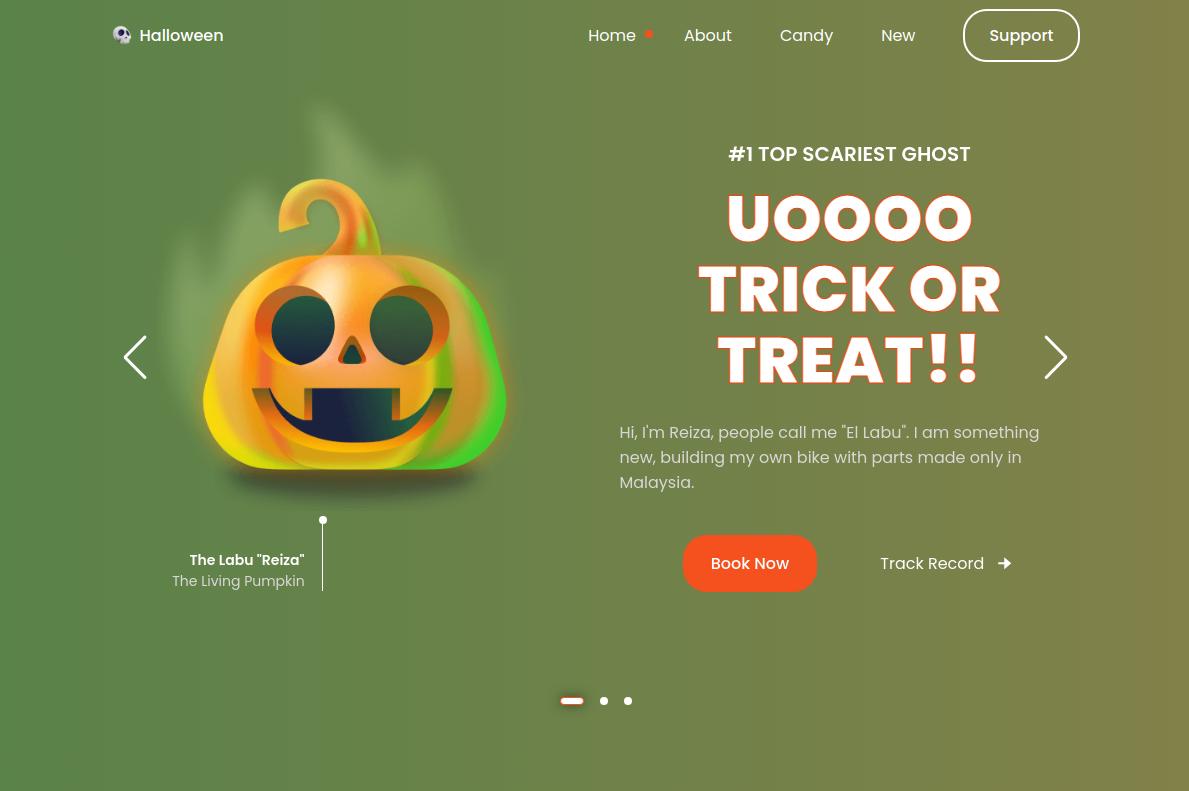 Halloween
Home
About
Candy
New
Support
#1 TOP SCARIEST GHOST
UOOOO
TRICK OR
TREAT!!
Hi, I'm Reiza, people call me "El Labu". I am something
new, building my own bike with parts made only in
Malaysia.
Book Now
Track Record
The Labu "Reiza"
The Living Pumpkin